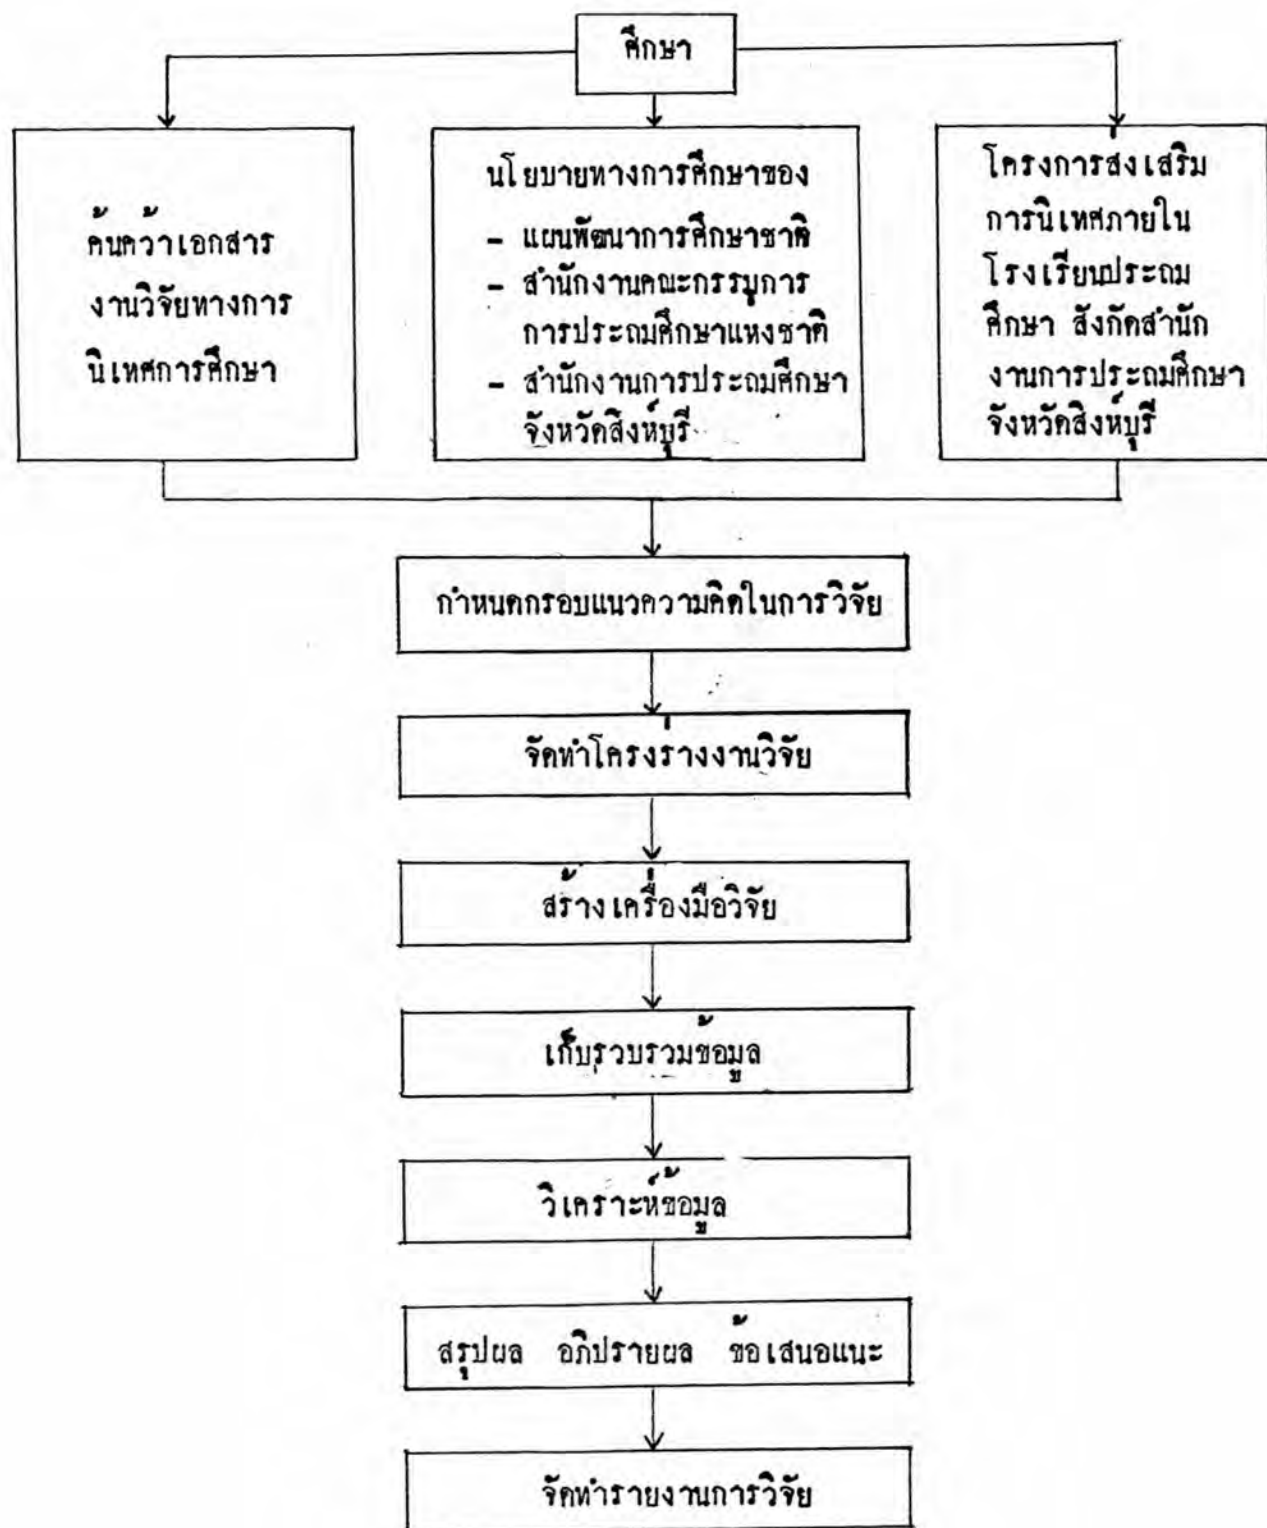 ศึกษา
ค้นคว้าเอกสาร
งานวิจัยทางการ
นิเทศการศึกษา
นโยบายทางการศึกษาของ
- แผนพัฒนาการศึกษาชาติ
- สำนักงานคณะกรรมการ
การประถมศึกษาแห่งชาติ
- สำนักงานการประถมศึกษา
จังหวัดสิงห์บุรี
โครงการส่งเสริม
การนิเทศภายใน
โรงเรียนประถม
ศึกษา สังกัดสำนัก
งานการประถมศึกษา
จังหวัดสิงห์บุรี
กำหนดกรอบแนวความคิดในการวิจัย
จัดทำโครงร่างงานวิจัย
สร้างเครื่องมือวิจัย
เก็บรวบรวมข้อมูล
วิเคราะห์ข้อมูล
สรุปผล อภิปรายผล ข้อเสนอแนะ
จัดทำรายงานการวิจัย